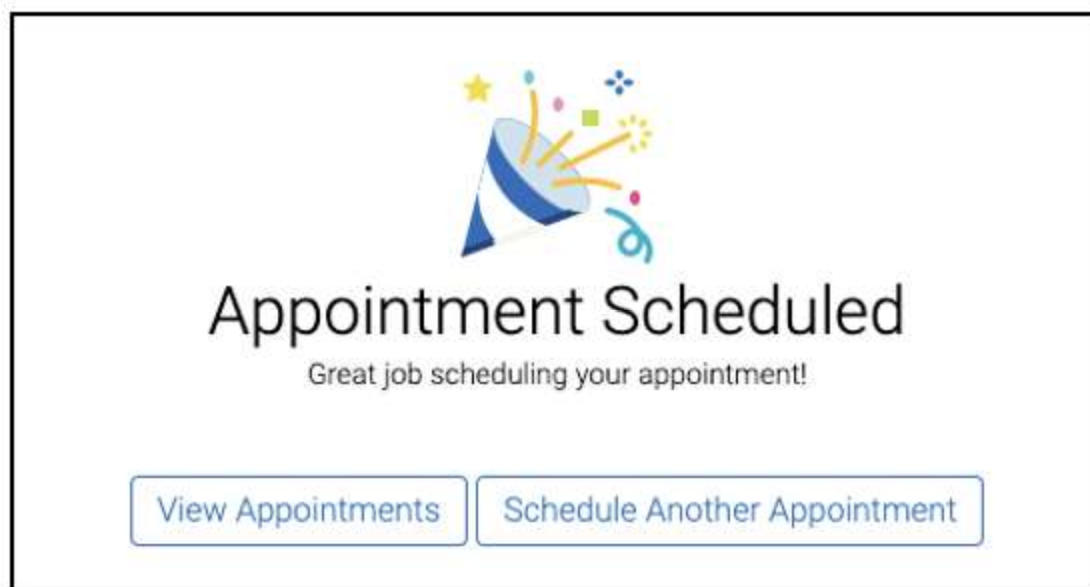 Appointment Scheduled
Great job scheduling your appointment!
View Appointments
Schedule Another Appointment